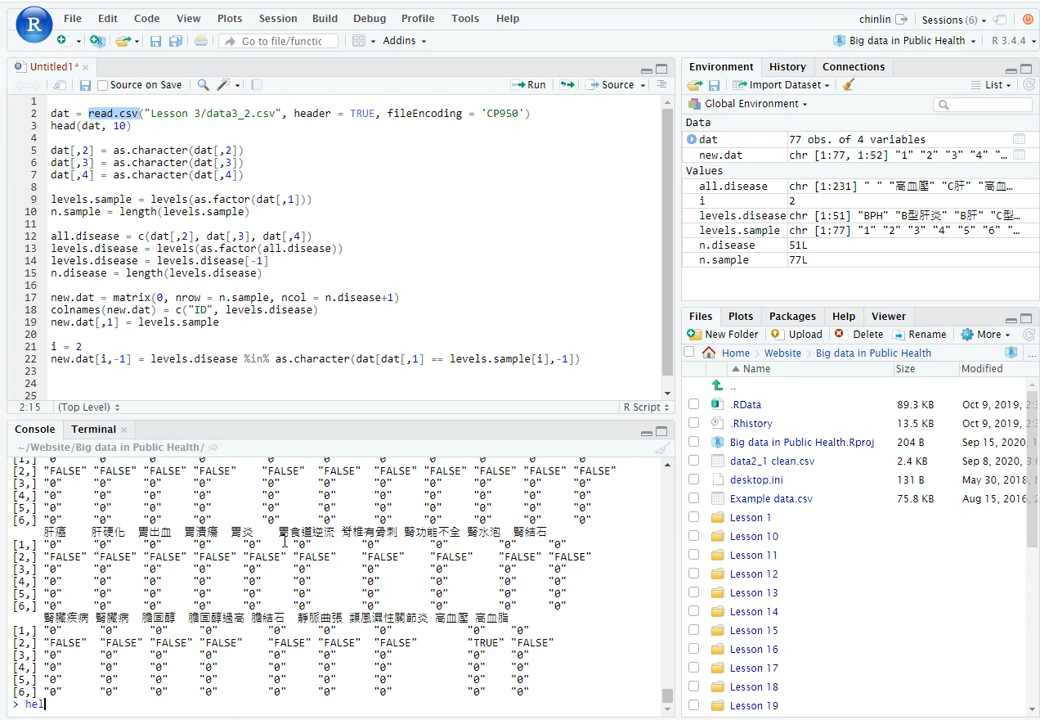 File Edit Code View Plots Session Build Debug Profile Tools Help
chinlin Sessions (6)
Go to file/functic Addins
Big data in Public Health R 3.4.4
Untitled1*
Source on Save Run Source
1
2 dat = read.csv("Lesson 3/data3_2.csv", header = TRUE, fileEncoding = 'CP950')
3 head(dat, 10)
4
5 dat[,2] = as.character(dat[,2])
6 dat[,3] = as.character(dat[,3])
7 dat[,4] = as.character(dat[,4])
8
9 levels.sample = levels(as.factor(dat[,1]))
10 n.sample = length(levels.sample)
11
12 all.disease = c(dat[,2], dat[,3], dat[,4])
13 levels.disease = levels(as.factor(all.disease))
14 levels.disease = levels.disease[-1]
15 n.disease = length(levels.disease)
16
17 new.dat = matrix(0, nrow = n.sample, ncol = n.disease+1)
18 colnames(new.dat) = c("ID", levels.disease)
19 new.dat[,1] = levels.sample
20
21 i = 2
22 new.dat[i,-1] = levels.disease %in% as.character(dat[dat[,1] == levels.sample[i],-1])
23
24
25
2:15 (Top Level) R Script
Console Terminal
~/Website/Big data in Public Health/
[1,] "0" "0" "0" "0" "0" "0" "0" "0" "0" "0" "0"
[2,] "FALSE" "FALSE" "FALSE" "FALSE" "FALSE" "FALSE" "FALSE" "FALSE" "FALSE" "FALSE" "FALSE"
[3,] "0" "0" "0" "0" "0" "0" "0" "0" "0" "0" "0"
[4,] "0" "0" "0" "0" "0" "0" "0" "0" "0" "0" "0"
[5,] "0" "0" "0" "0" "0" "0" "0" "0" "0" "0" "0"
[6,] "0" "0" "0" "0" "0" "0" "0" "0" "0" "0" "0"
肝癌 肝硬化 胃出血 胃潰瘍 胃炎 胃食道逆流 脊椎有骨刺 腎功能不全 腎水泡 腎結石
[1,] "0" "0" "0" "0" "0" "0" "0" "0" "0" "0"
[2,] "FALSE" "FALSE" "FALSE" "FALSE" "FALSE" "FALSE" "FALSE" "FALSE" "FALSE" "FALSE"
[3,] "0" "0" "0" "0" "0" "0" "0" "0" "0" "0"
[4,] "0" "0" "0" "0" "0" "0" "0" "0" "0" "0"
[5,] "0" "0" "0" "0" "0" "0" "0" "0" "0" "0"
[6,] "0" "0" "0" "0" "0" "0" "0" "0" "0" "0"
腎臟疾病 腎臟病 膽固醇 膽固醇過高 膽結石 靜脈曲張 類風濕性關節炎 高血壓 高血脂
[1,] "0" "0" "0" "0" "0" "0" "0" "0" "0"
[2,] "FALSE" "FALSE" "FALSE" "FALSE" "FALSE" "FALSE" "FALSE" "TRUE" "FALSE"
[3,] "0" "0" "0" "0" "0" "0" "0" "0" "0"
[4,] "0" "0" "0" "0" "0" "0" "0" "0" "0"
[5,] "0" "0" "0" "0" "0" "0" "0" "0" "0"
[6,] "0" "0" "0" "0" "0" "0" "0" "0" "0"
> hel
Environment History Connections
Import Dataset List
Global Environment
Data
dat 77 obs. of 4 variables
new.dat chr [1:77, 1:52] "1" "2" "3" "4" "…
Values
all.disease chr [1:231] " " " "高血壓" "C肝" "高血…
i 2
levels.disease chr [1:51] "BPH" "B型肝炎" "B肝" "C型…
levels.sample chr [1:77] "1" "2" "3" "4" "5" "6" "…
n.disease 51L
n.sample 77L
Files Plots Packages Help Viewer
New Folder Upload Delete Rename More
Home Website Big data in Public Health ...
Name Size Modified
..
.RData 89.3 KB Oct 9, 2019,
.Rhistory 13.5 KB Oct 9, 2019,
Big data in Public Health.Rproj 204 B Sep 15, 2020,
data2_1 clean.csv 2.4 KB Sep 8, 2020,
desktop.ini 131 B May 30, 2018,
Example data.csv 75.8 KB Aug 15, 2016,
Lesson 1
Lesson 10
Lesson 11
Lesson 12
Lesson 13
Lesson 14
Lesson 15
Lesson 16
Lesson 17
Lesson 18
Lesson 19